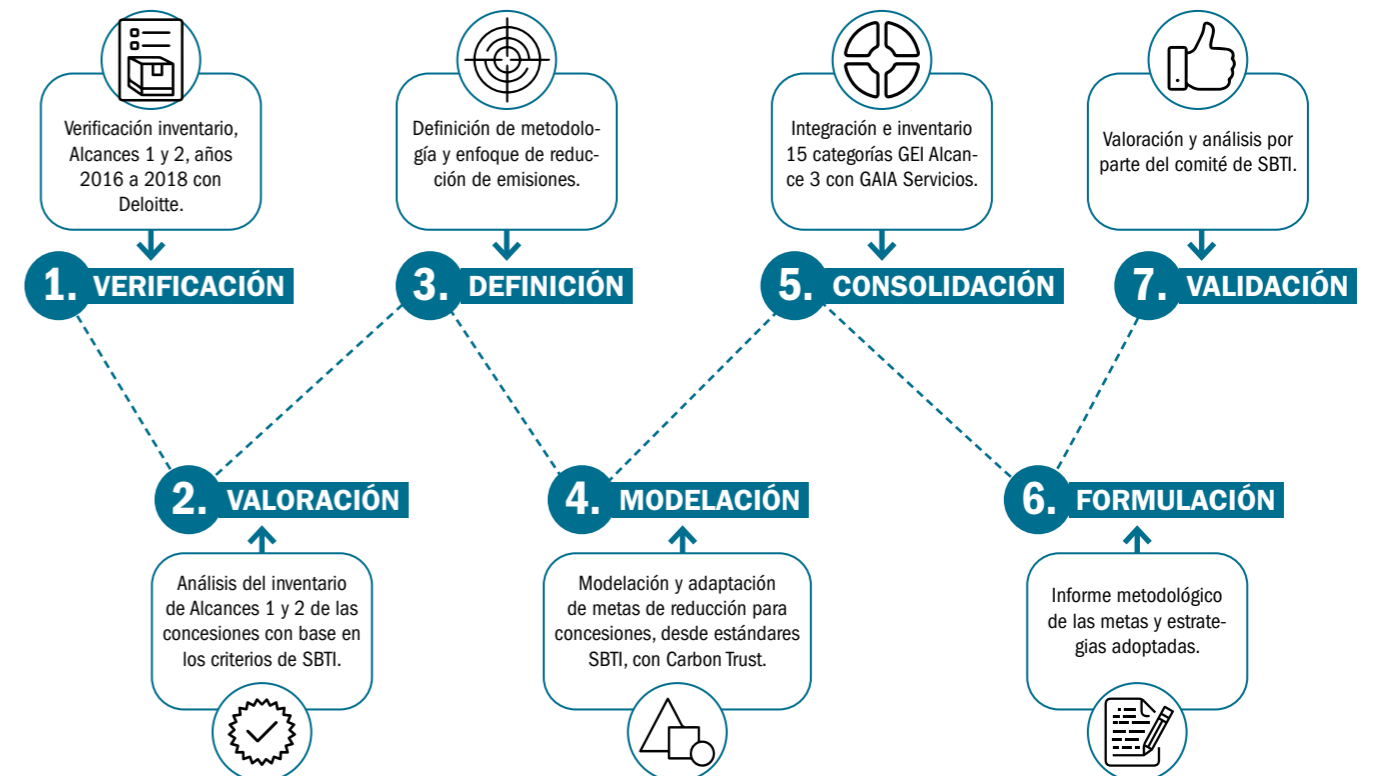 Verificación inventario,
Alcances 1 y 2, años
2016 a 2018 con
Deloitte.
1. VERIFICACIÓN
Análisis del inventario
de Alcances 1 y 2 de las
concesiones con base en
los criterios de SBTI.
2. VALORACIÓN
Definición de metodolo-
gía y enfoque de reduc-
ción de emisiones.
3. DEFINICIÓN
Modelación y adaptación
de metas de reducción para
concesiones, desde estándares
SBTI, con Carbon Trust.
4. MODELACIÓN
Integración e inventario
15 categorías GEI Alcan-
ce 3 con GAIA Servicios.
5. CONSOLIDACIÓN
Informe metodológico
de las metas y estrate-
gias adoptadas.
6. FORMULACIÓN
Valoración y análisis por
parte del comité de SBTI.
7. VALIDACIÓN